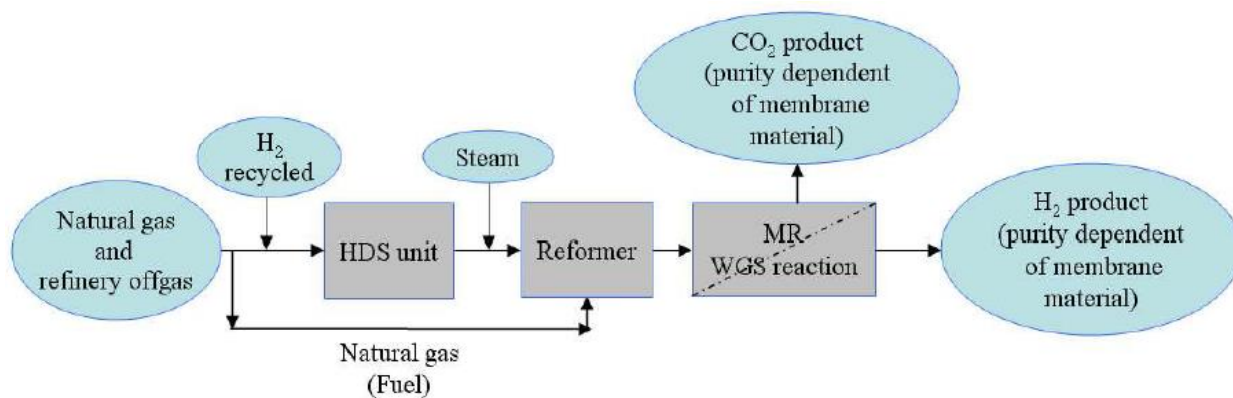 CO₂ product
(purity dependent
of membrane
material)
H₂
recycled
Steam
Natural gas
and
refinery offgas
HDS unit
Reformer
MR
WGS reaction
H₂ product
(purity dependent
of membrane
material)
Natural gas
(Fuel)